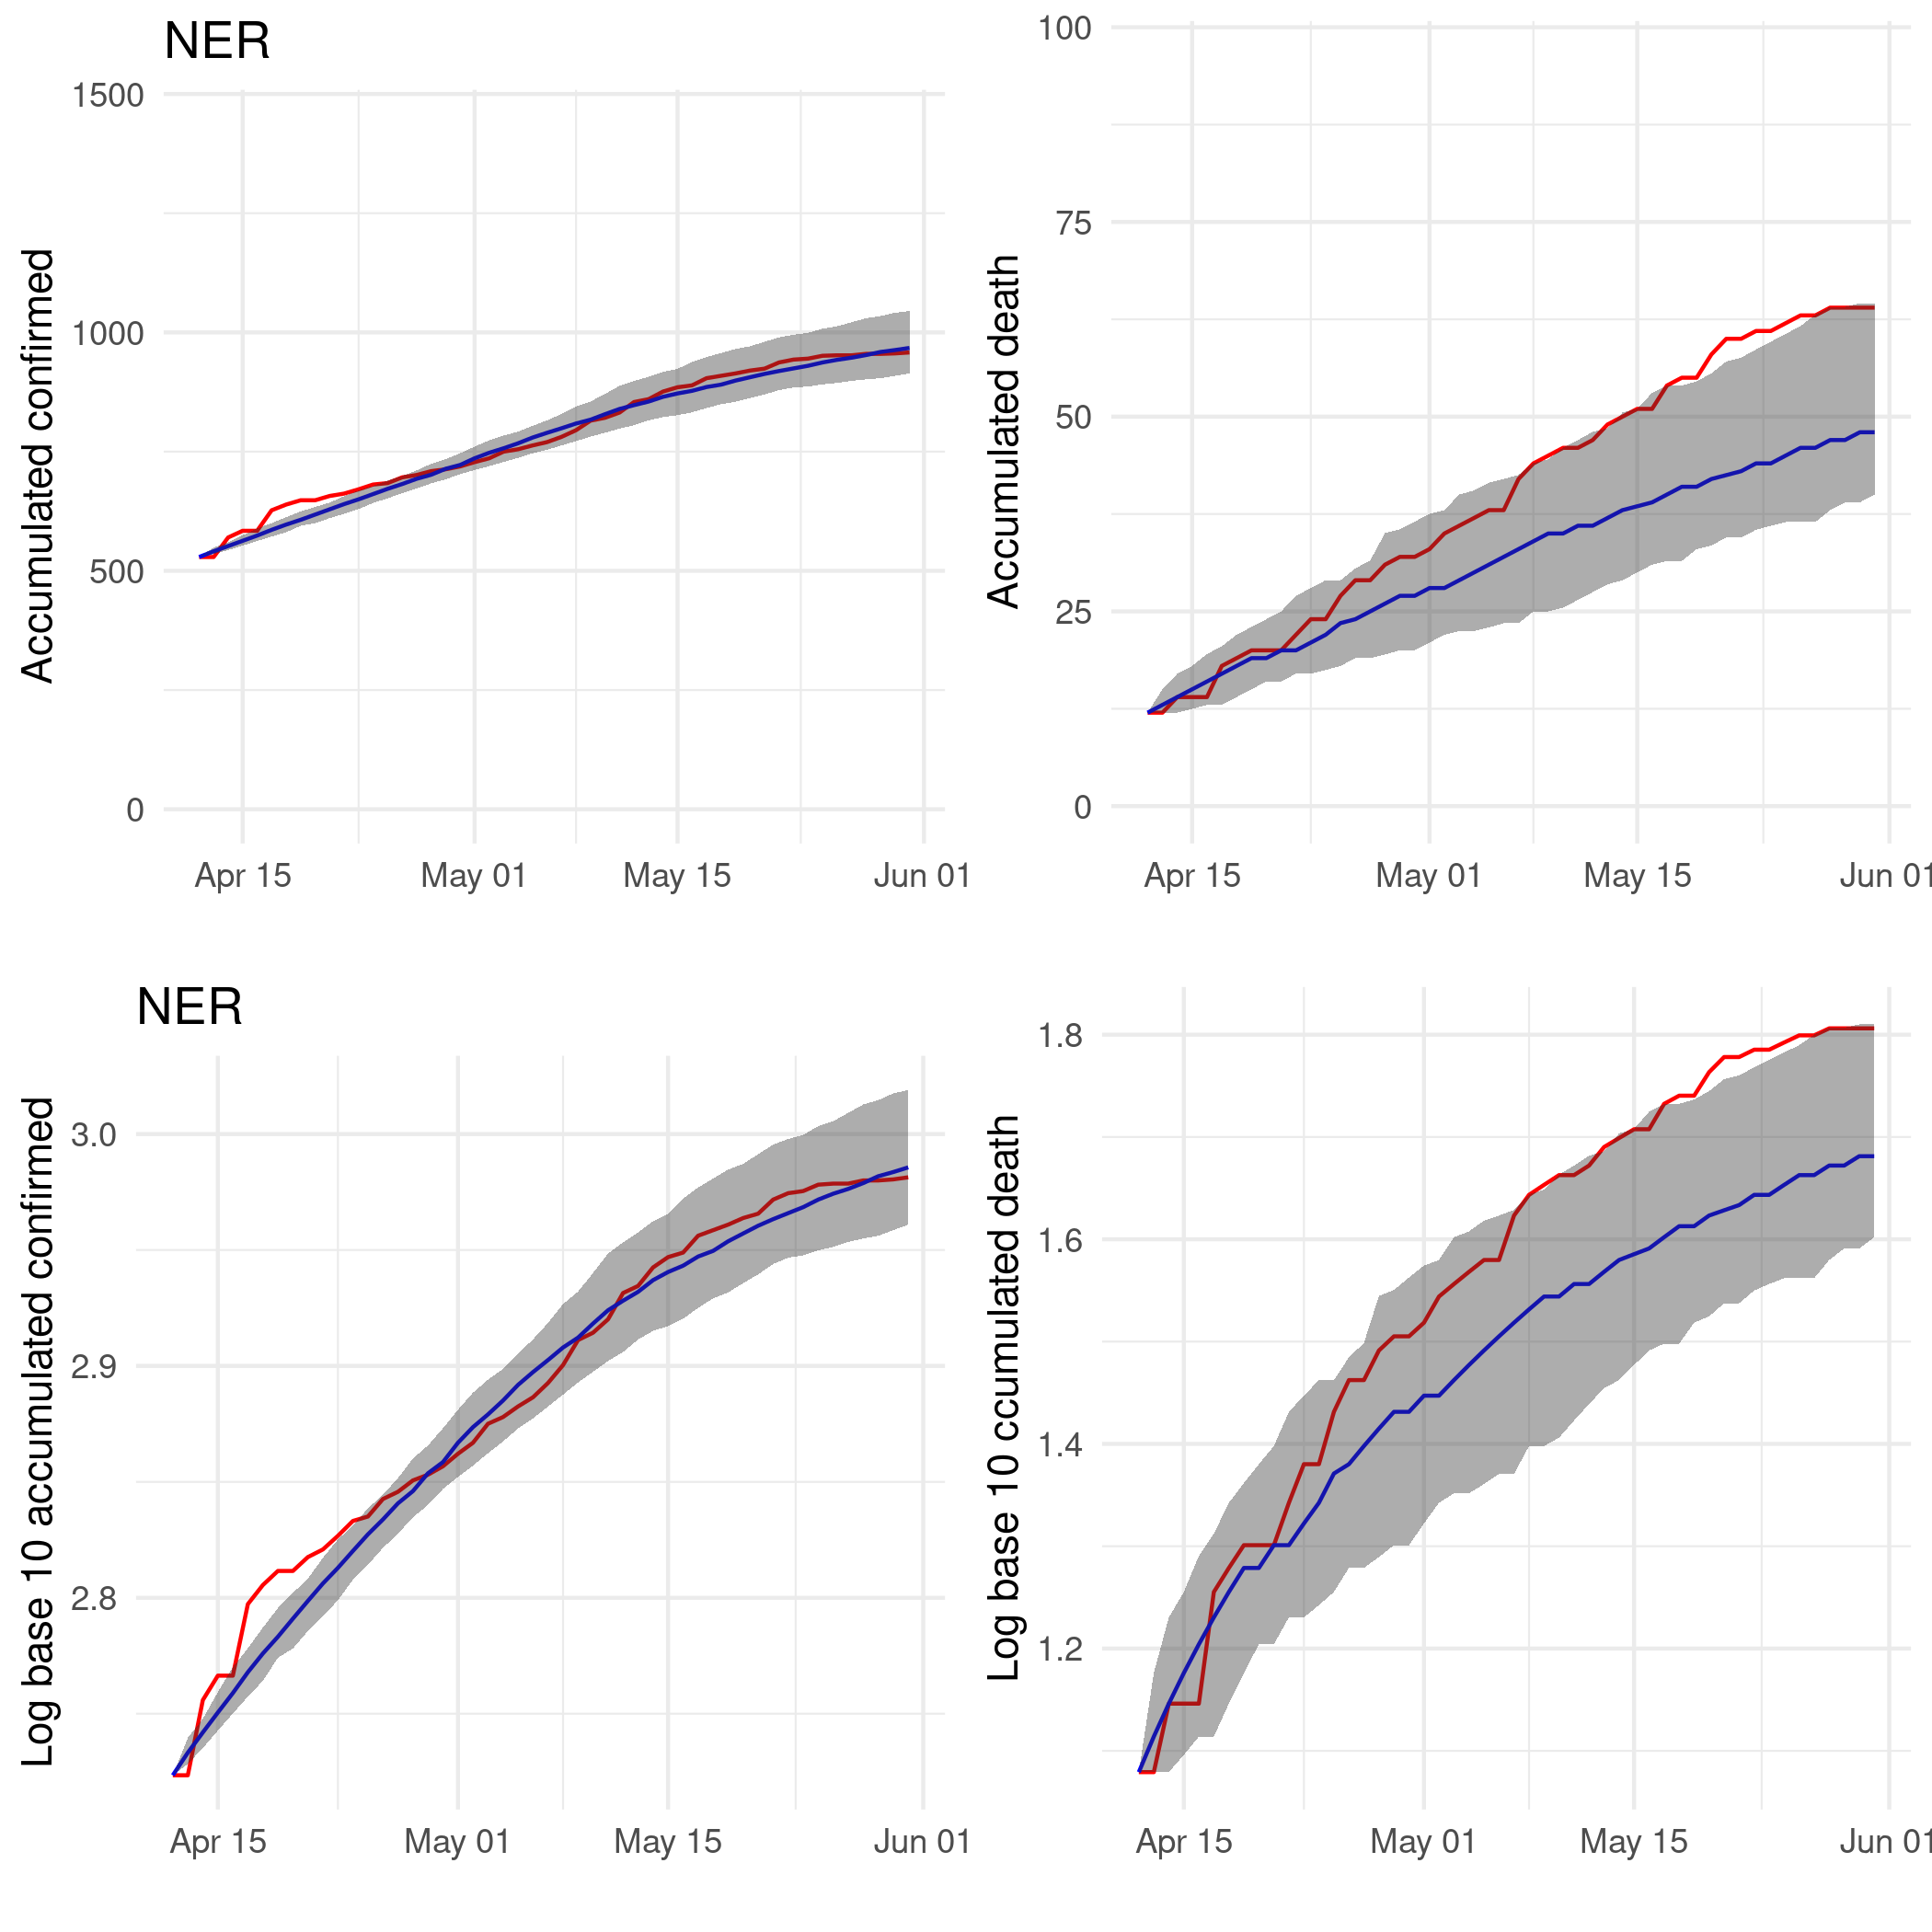 NER
Accumulated confirmed
1500
1000
500
0
Apr 15 May 01 May 15 Jun 01
Accumulated death
100
75
50
25
0
Apr 15 May 01 May 15 Jun 01
NER
Log base 10 accumulated confirmed
3.0
2.9
2.8
Apr 15 May 01 May 15 Jun 01
Log base 10 ccumulated death
1.8
1.6
1.4
1.2
Apr 15 May 01 May 15 Jun 01